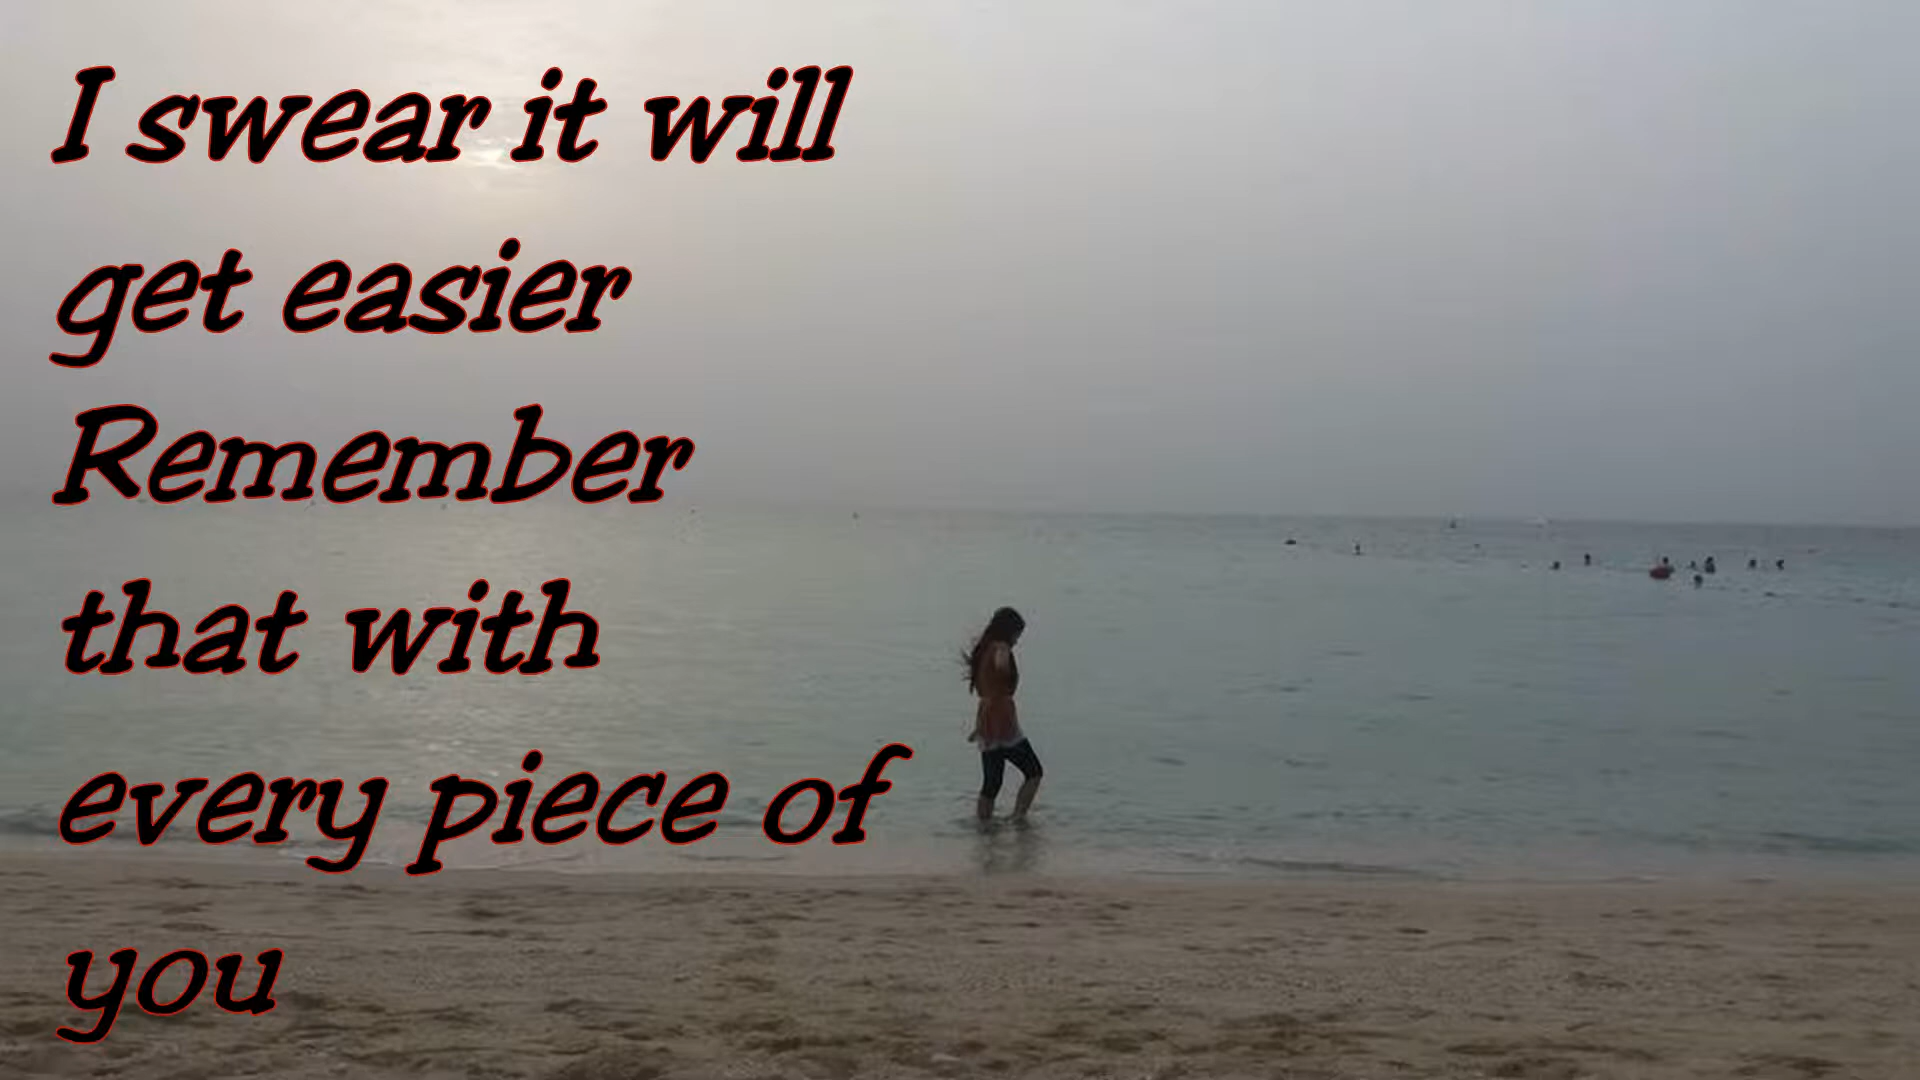 I swear it will
get easier
Remember
that with
every piece of
you